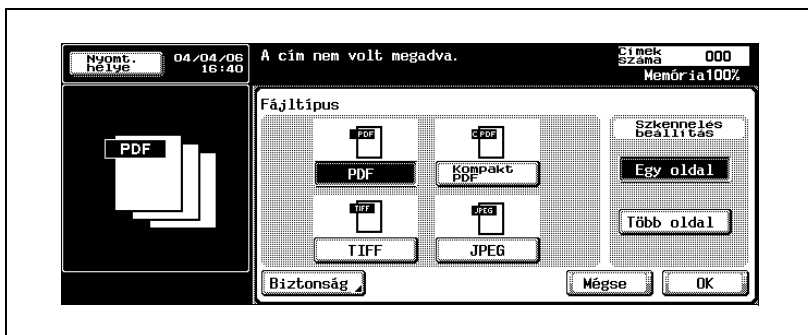 Nyomt. helye
04/04/06
16:40
A cím nem volt megadva.
Címek száma
000
Memória100%
PDF
Fájltípus
PDF
PDF
C PDF
Kompakt PDF
TIFF
TIFF
JPEG
JPEG
Szkennelés beállítás
Egy oldal
Több oldal
Biztonság
Mégse
OK